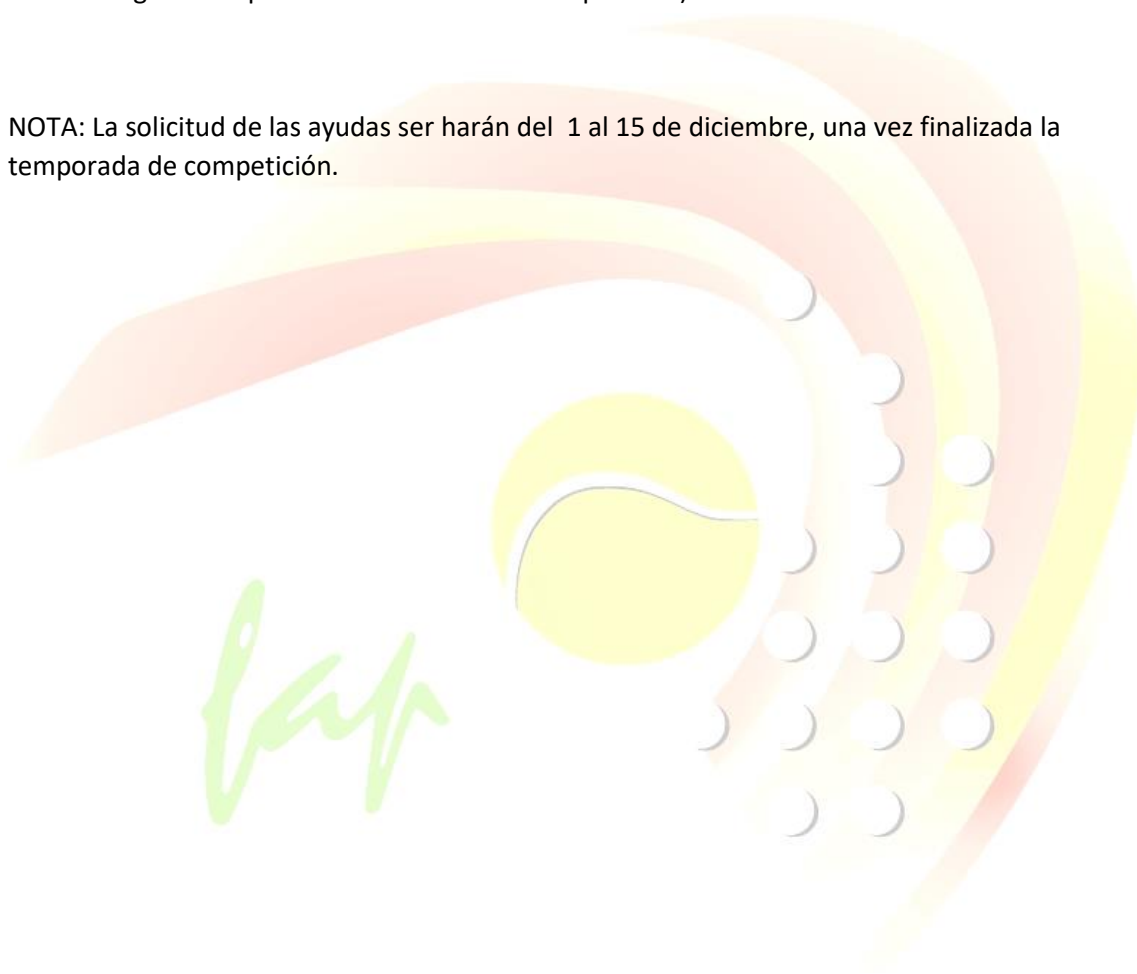 NOTA: La solicitud de las ayudas ser harán del  1 al 15 de diciembre, una vez finalizada la
temporada de competición.
fap